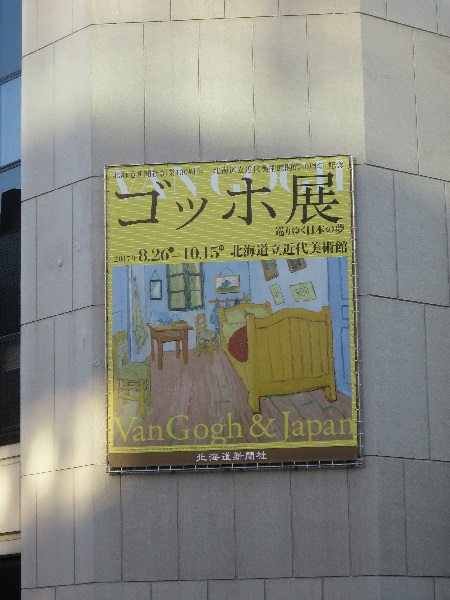 VAN GOGH
ゴッホ展
巡りゆく日本の夢
2017年8.26土–10.15日 北海道立近代美術館
Van Gogh & Japan
北海道新聞社